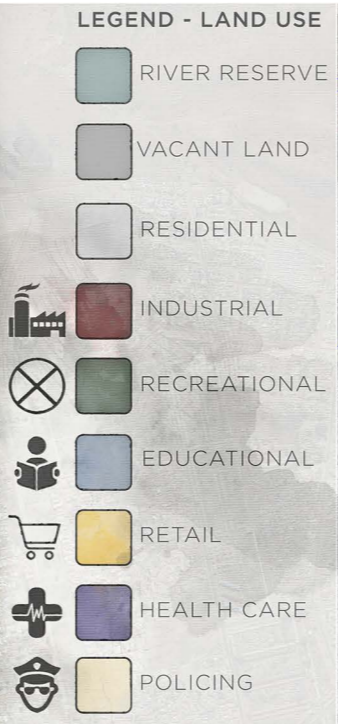 LEGEND - LAND USE
RIVER RESERVE
VACANT LAND
RESIDENTIAL
INDUSTRIAL
RECREATIONAL
EDUCATIONAL
RETAIL
HEALTH CARE
POLICING